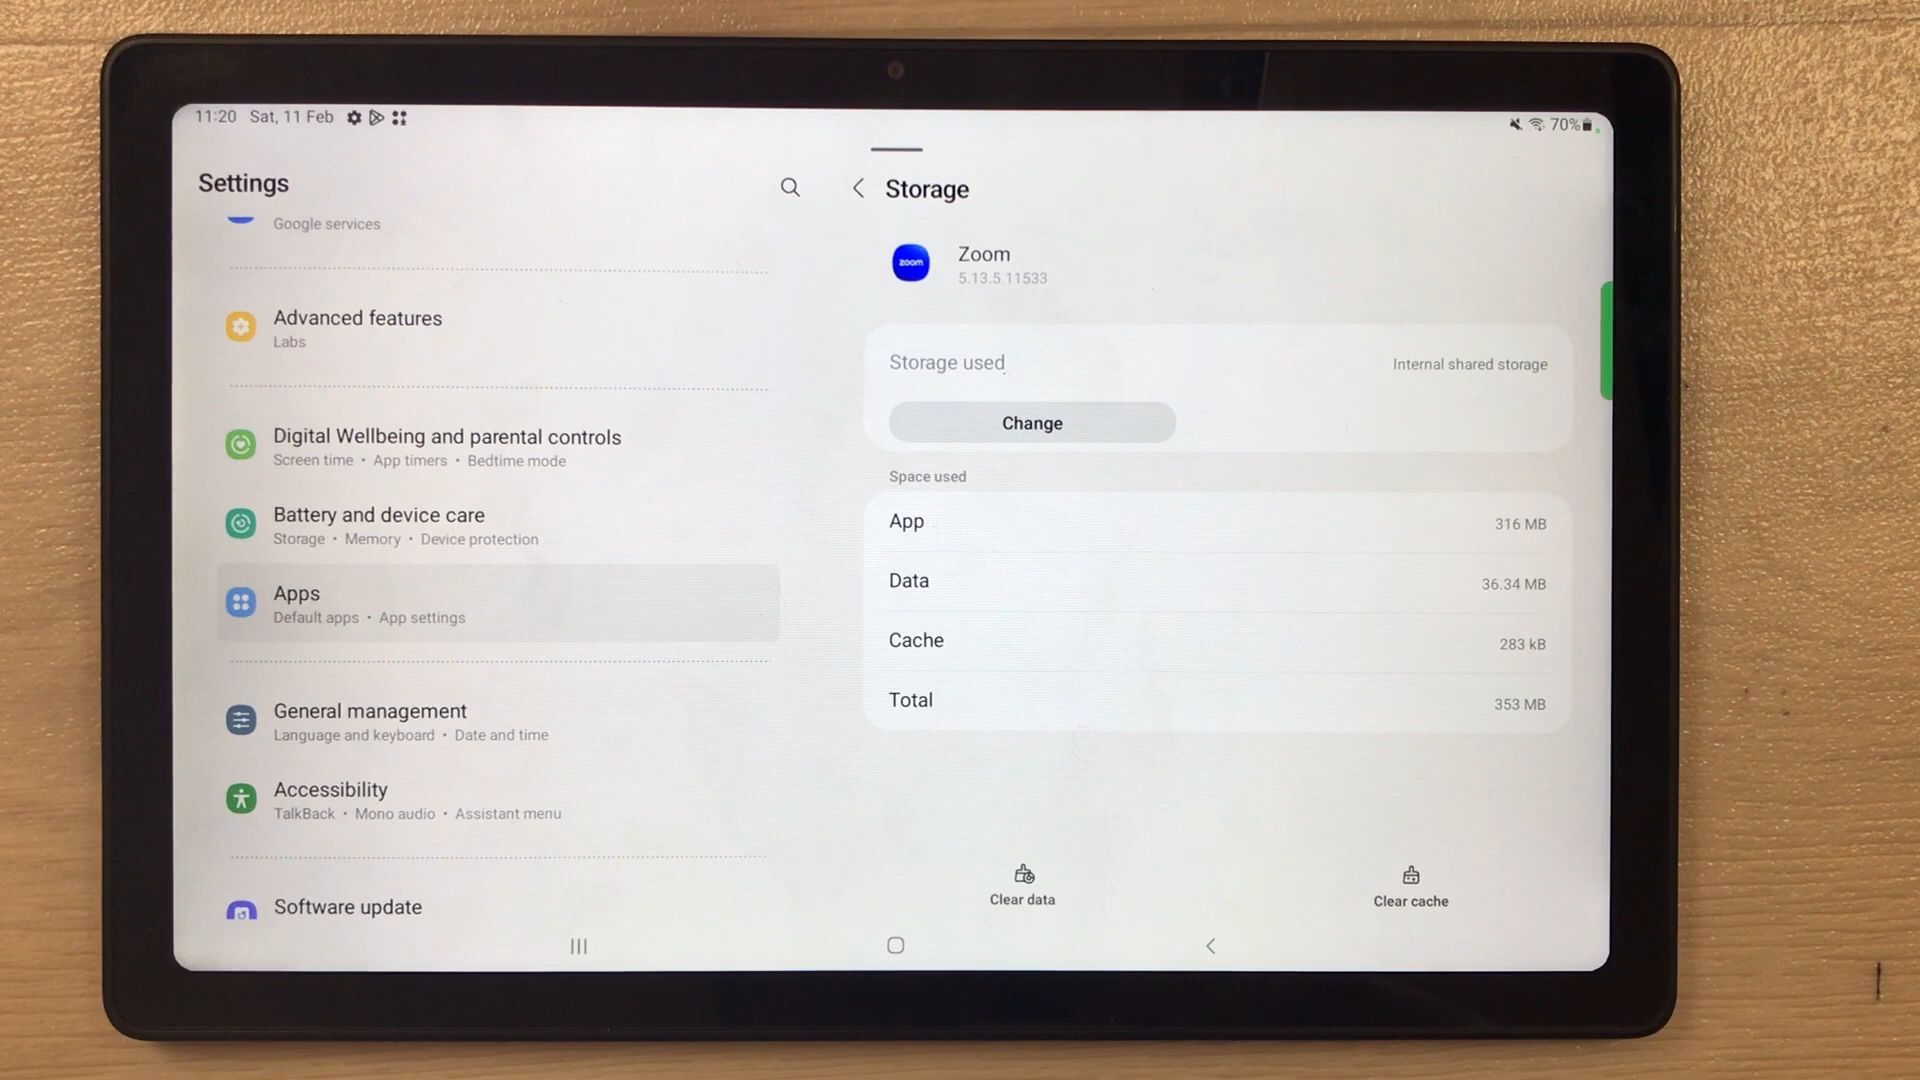 11:20 Sat, 11 Feb
70%
Settings
Google services
Advanced features
Labs
Digital Wellbeing and parental controls
Screen time • App timers • Bedtime mode
Battery and device care
Storage • Memory • Device protection
Apps
Default apps • App settings
General management
Language and keyboard • Date and time
Accessibility
TalkBack • Mono audio • Assistant menu
Software update
Storage
zoom
Zoom
5.13.5.11533
Storage used
Internal shared storage
Change
Space used
App 316 MB
Data 36.34 MB
Cache 283 kB
Total 353 MB
Clear data
Clear cache